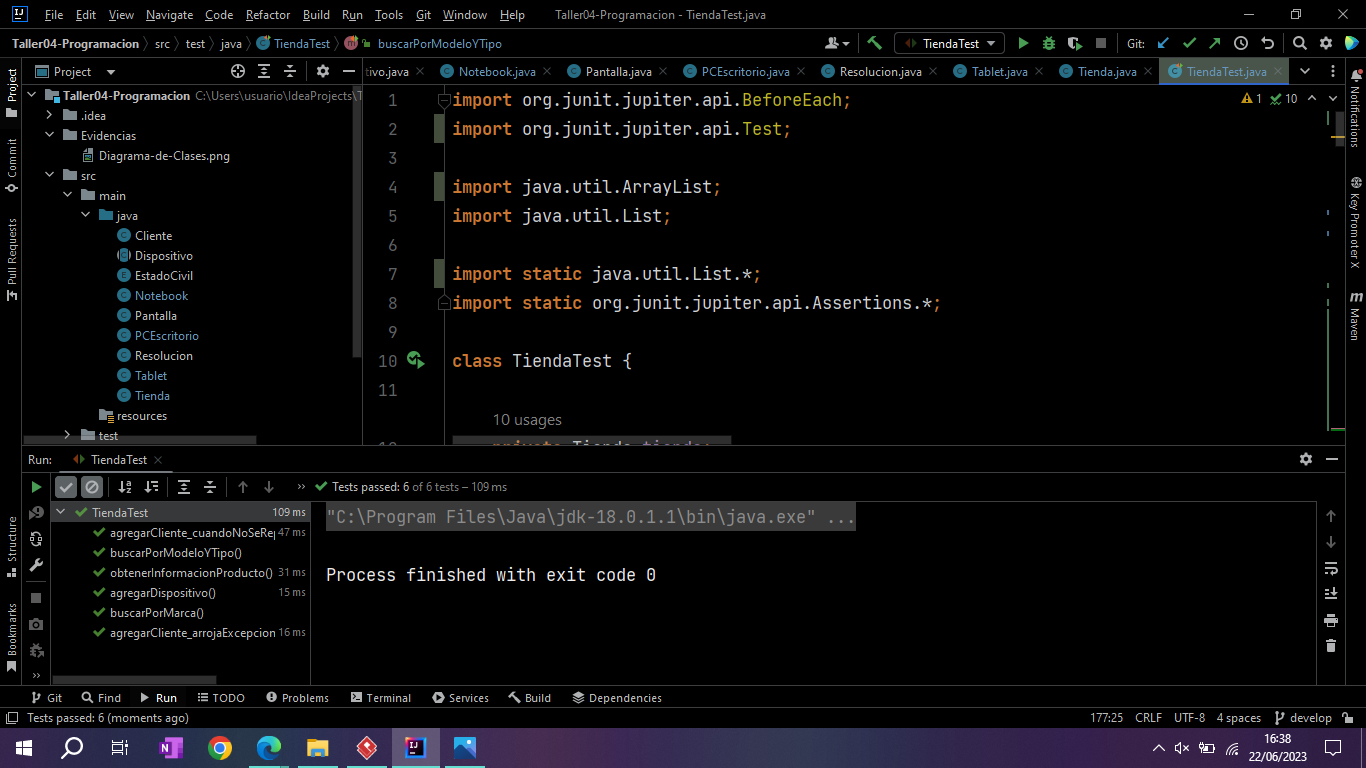 File Edit View Navigate Code Refactor Build Run Tools Git Window Help Taller04-Programacion - TiendaTest.java
Taller04-Programacion src test java TiendaTest buscarPorModeloYTipo TiendaTest Git:
Project
Project
Commit
Pull Requests
Structure
Bookmarks
Taller04-Programacion C:\Users\usuario\IdeaProjects\T
.idea
Evidencias
Diagrama-de-Clases.png
src
main
java
Cliente
Dispositivo
EstadoCivil
Notebook
Pantalla
PCEscritorio
Resolucion
Tablet
Tienda
resources
test
tivo.java Notebook.java Pantalla.java PCEscritorio.java Resolucion.java Tablet.java Tienda.java TiendaTest.java
1 10
1 import org.junit.jupiter.api.BeforeEach;
2 import org.junit.jupiter.api.Test;
3
4 import java.util.ArrayList;
5 import java.util.List;
6
7 import static java.util.List.*;
8 import static org.junit.jupiter.api.Assertions.*;
9
10 class TiendaTest {
11
10 usages
12 private Tienda tienda;
Notifications
Key Promoter X
m Maven
Run: TiendaTest
Tests passed: 6 of 6 tests – 109 ms
TiendaTest 109 ms
agregarCliente_cuandoNoSeRep 47 ms
buscarPorModeloYTipo()
obtenerInformacionProducto() 31 ms
agregarDispositivo() 15 ms
buscarPorMarca()
agregarCliente_arrojaExcepcion 16 ms
"C:\Program Files\Java\jdk-18.0.1.1\bin\java.exe" ...
Process finished with exit code 0
Git Find Run TODO Problems Terminal Services Build Dependencies
Tests passed: 6 (moments ago) 177:25 CRLF UTF-8 4 spaces develop
16:38
22/06/2023